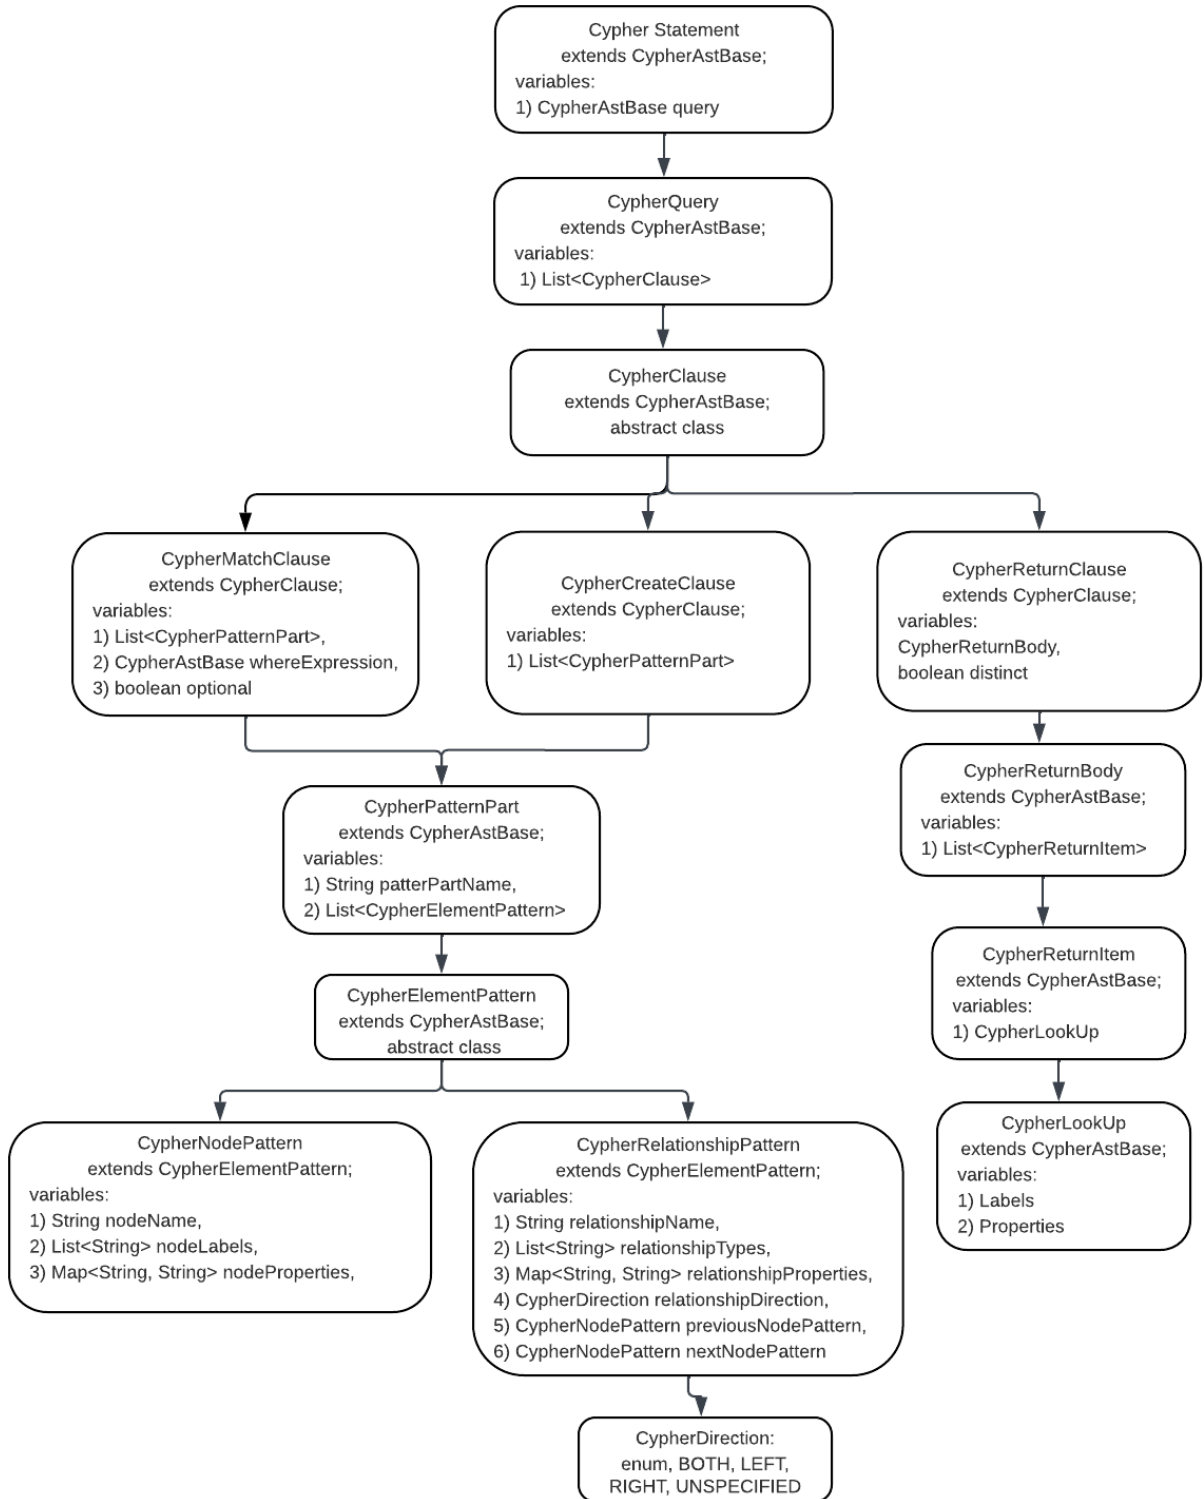 Cypher Statement
extends CypherAstBase;
variables:
1) CypherAstBase query
CypherQuery
extends CypherAstBase;
variables:
1) List<CypherClause>
CypherClause
extends CypherAstBase;
abstract class
CypherMatchClause
extends CypherClause;
variables:
1) List<CypherPatternPart>,
2) CypherAstBase whereExpression,
3) boolean optional
CypherCreateClause
extends CypherClause;
variables:
1) List<CypherPatternPart>
CypherReturnClause
extends CypherClause;
variables:
CypherReturnBody,
boolean distinct
CypherPatternPart
extends CypherAstBase;
variables:
1) String patterPartName,
2) List<CypherElementPattern>
CypherReturnBody
extends CypherAstBase;
variables:
1) List<CypherReturnItem>
CypherElementPattern
extends CypherAstBase;
abstract class
CypherReturnItem
extends CypherAstBase;
variables:
1) CypherLookUp
CypherNodePattern
extends CypherElementPattern;
variables:
1) String nodeName,
2) List<String> nodeLabels,
3) Map<String, String> nodeProperties,
CypherRelationshipPattern
extends CypherElementPattern;
variables:
1) String relationshipName,
2) List<String> relationshipTypes,
3) Map<String, String> relationshipProperties,
4) CypherDirection relationshipDirection,
5) CypherNodePattern previousNodePattern,
6) CypherNodePattern nextNodePattern
CypherLookUp
extends CypherAstBase;
variables:
1) Labels
2) Properties
CypherDirection:
enum, BOTH, LEFT,
RIGHT, UNSPECIFIED